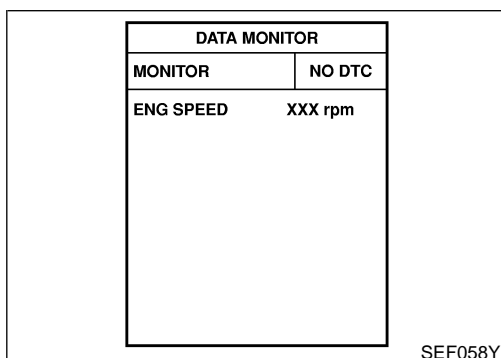 DATA MONITOR
MONITOR NO DTC
ENG SPEED XXX rpm
SEF058Y